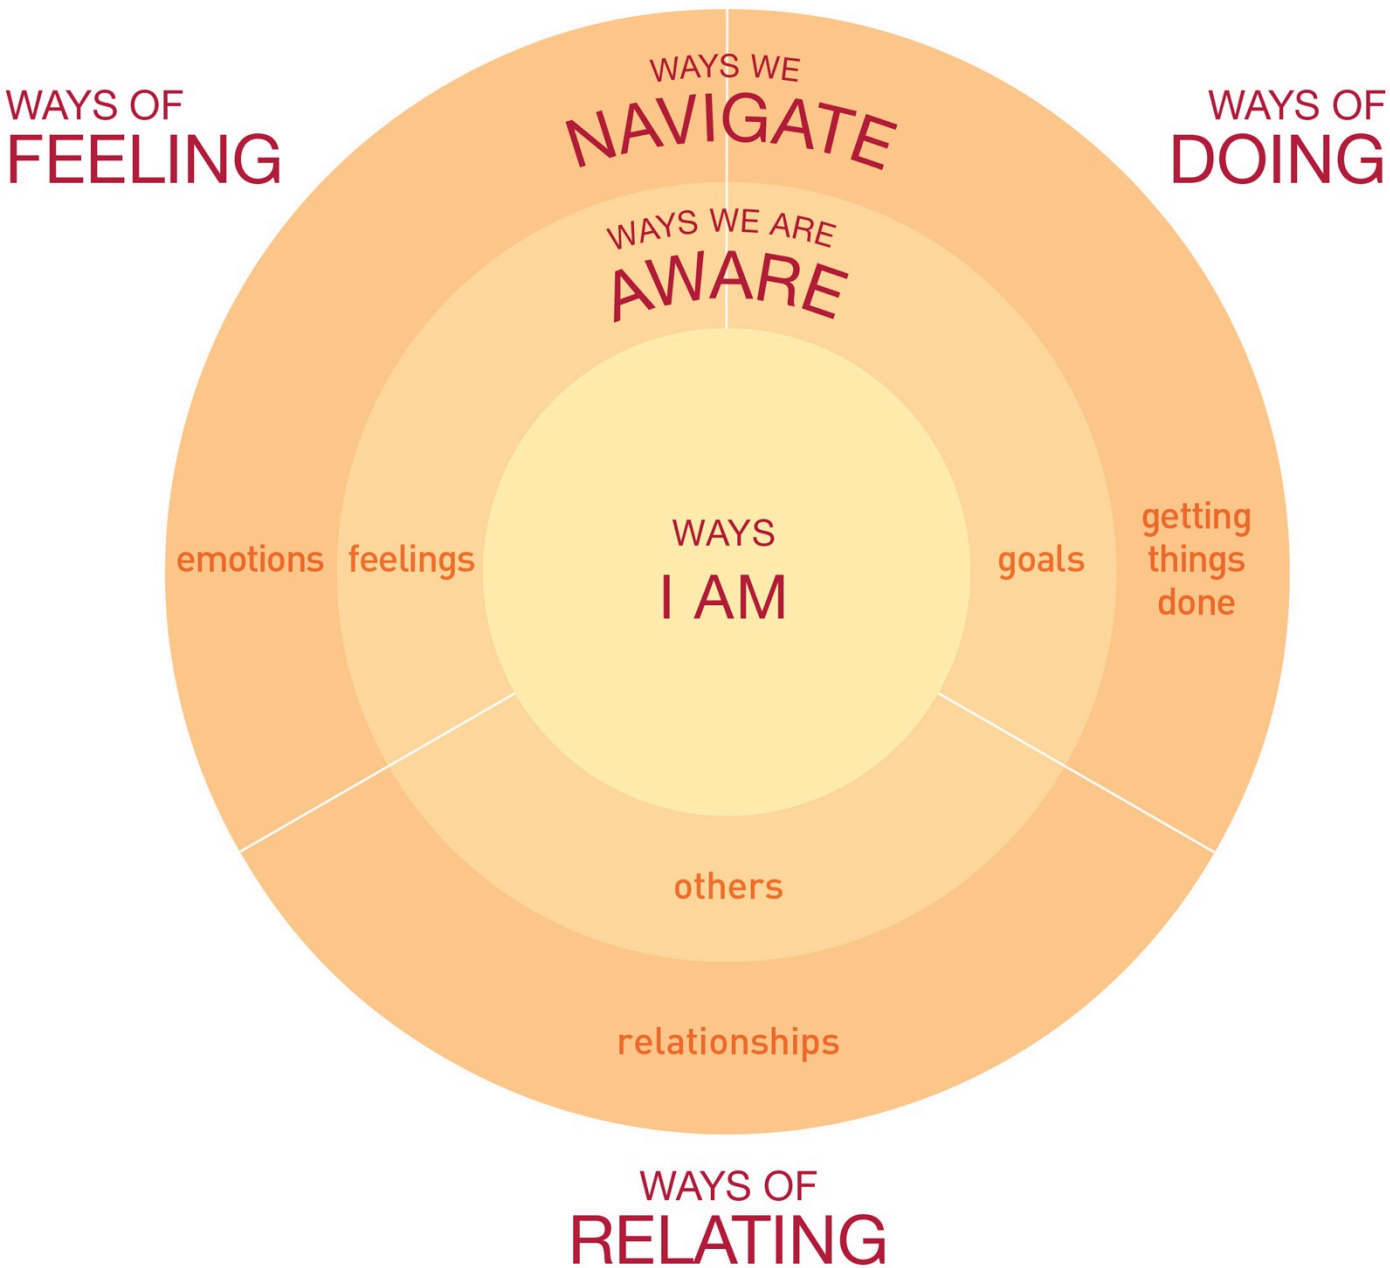 WAYS OF
FEELING
WAYS OF
DOING
WAYS WE
NAVIGATE
WAYS WE ARE
AWARE
WAYS
I AM
emotions
feelings
goals
getting
things
done
others
relationships
WAYS OF
RELATING